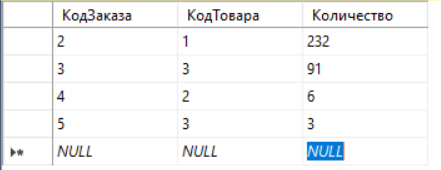 КодЗаказа КодТовара Количество
2 1 232
3 3 91
4 2 6
5 3 3
NULL NULL NULL